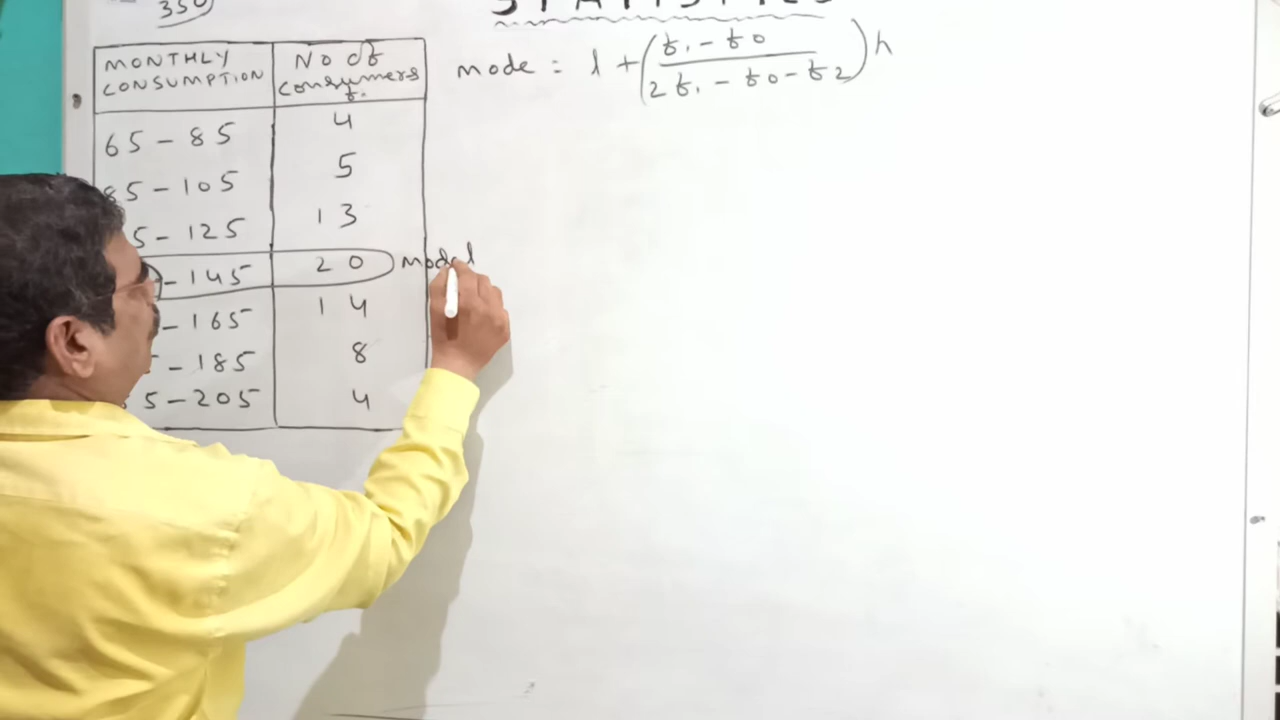 350
STATISTICS
MONTHLY CONSUMPTION
No of consumers f.
mode = l + (f1 - f0 / 2f1 - f0 - f2) h
65 - 85 4
85 - 105 5
5 - 125 13
- 145 20 modal
- 165 14
- 185 8
5 - 205 4